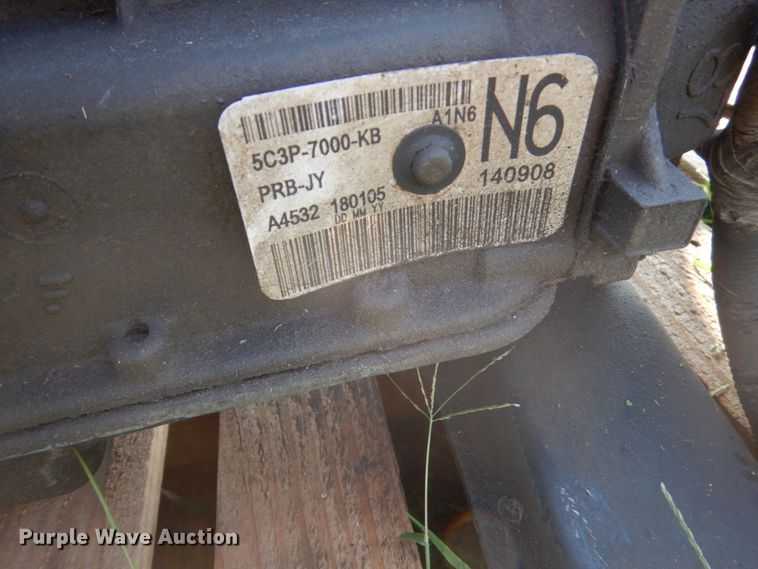 A1N6
N6
5C3P-7000-KB
PRB-JY
140908
A4532 180105
DD MM YY
Purple Wave Auction